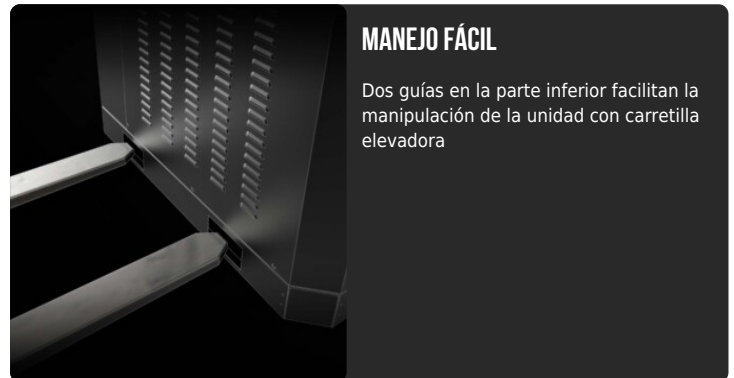 MANEJO FÁCIL
Dos guías en la parte inferior facilitan la
manipulación de la unidad con carretilla
elevadora